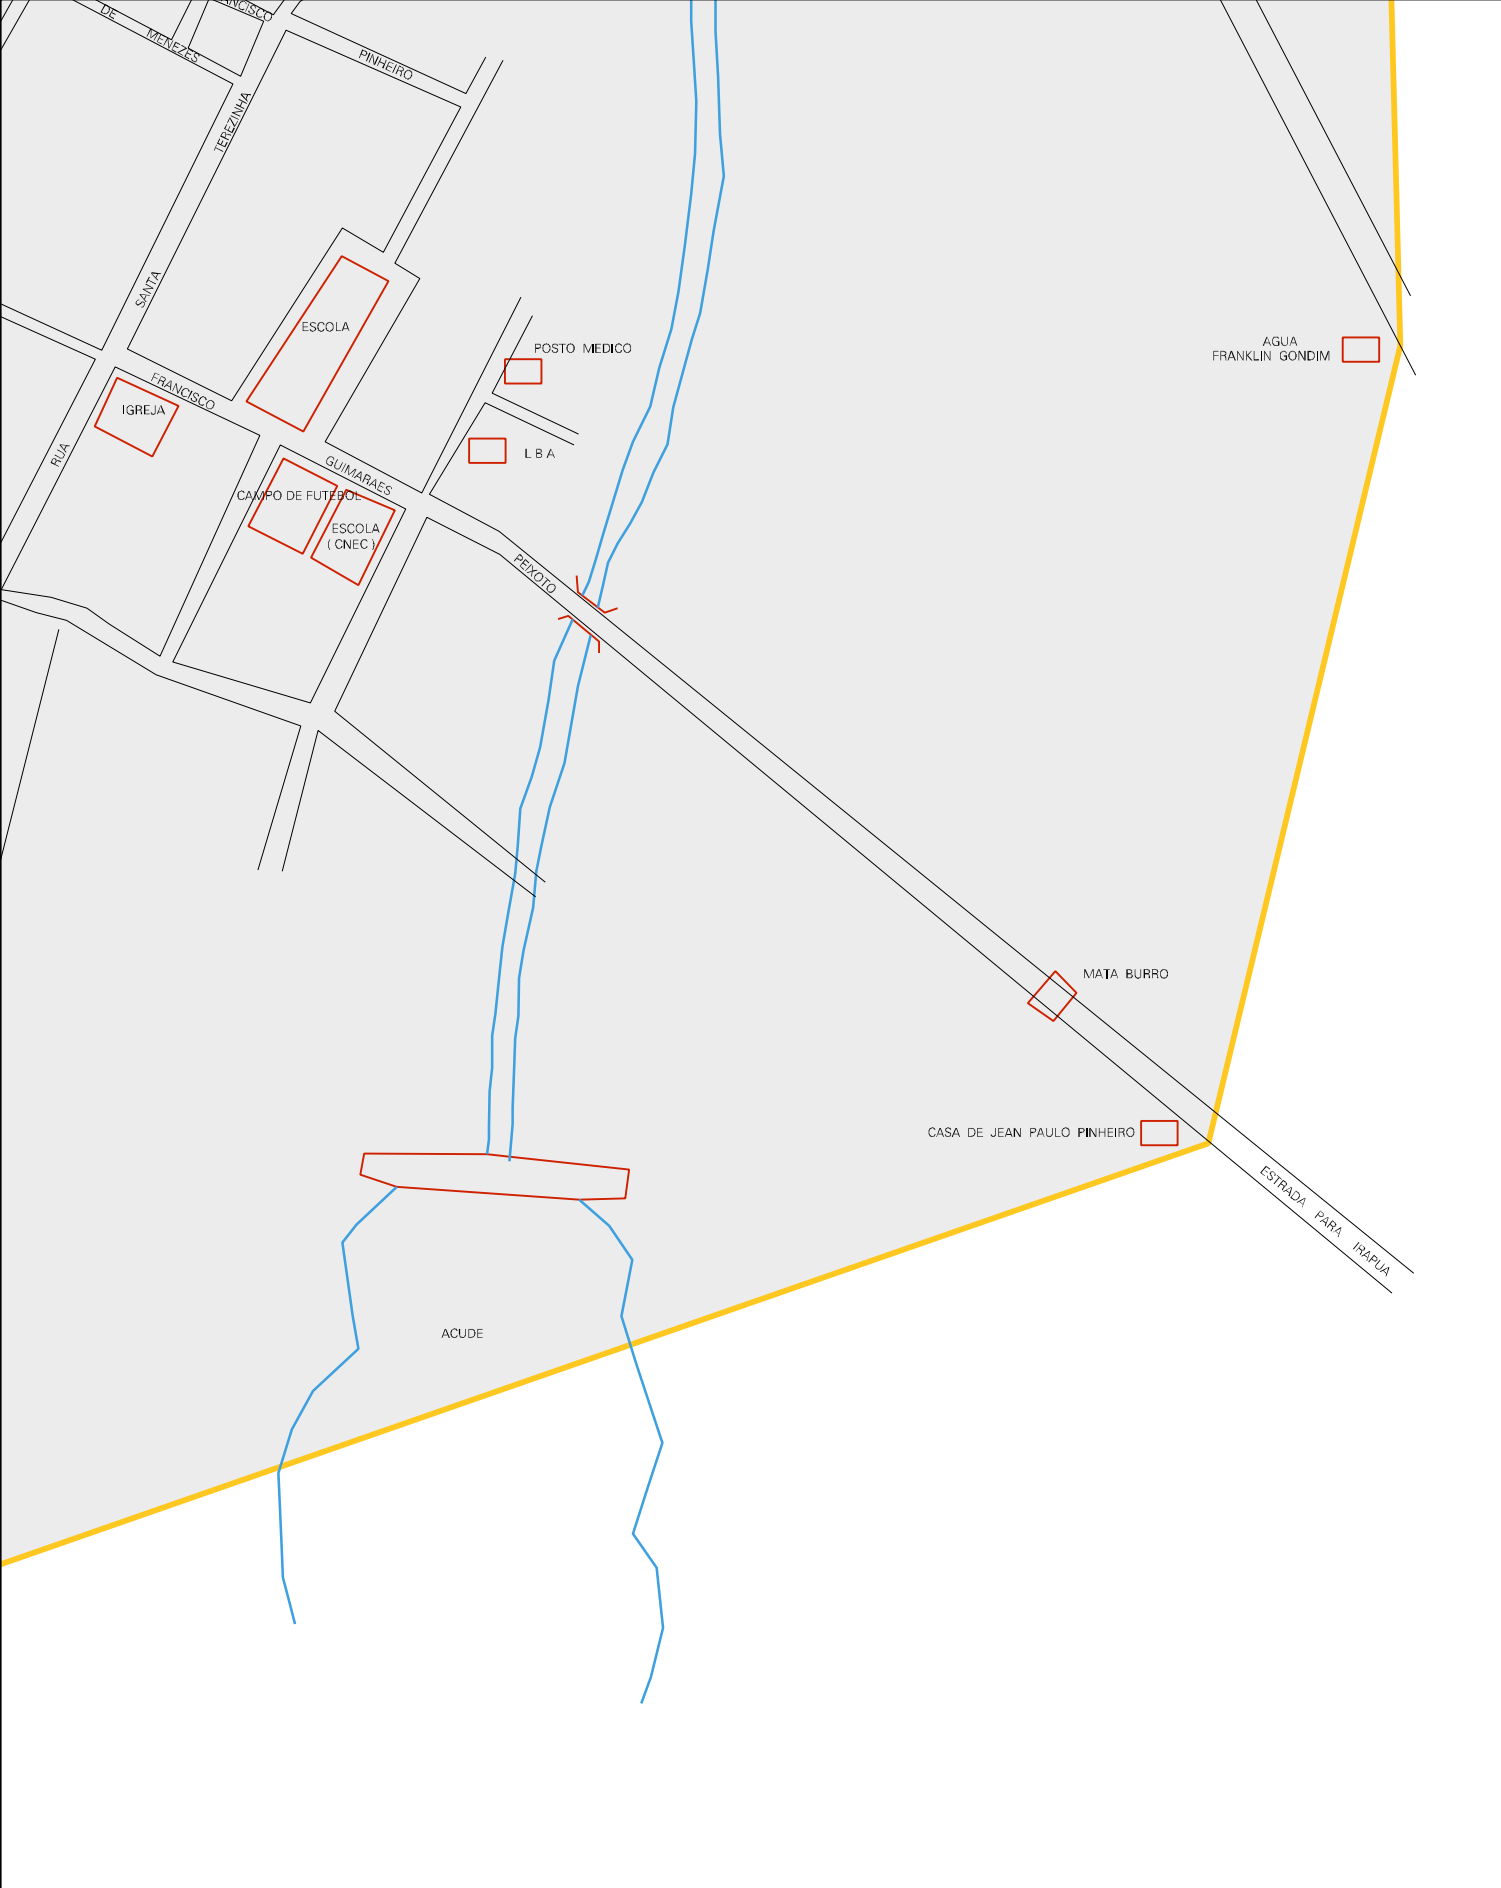 DE
MENEZES
PINHEIRO
TEREZINHA
SANTA
RUA
ESCOLA
POSTO MEDICO
AGUA
FRANKLIN GONDIM
FRANCISCO
IGREJA
GUIMARAES
L B A
CAMPO DE FUTEBOL
ESCOLA
( CNEC )
PEIXOTO
MATA BURRO
CASA DE JEAN PAULO PINHEIRO
ESTRADA PARA IRAPUA
ACUDE